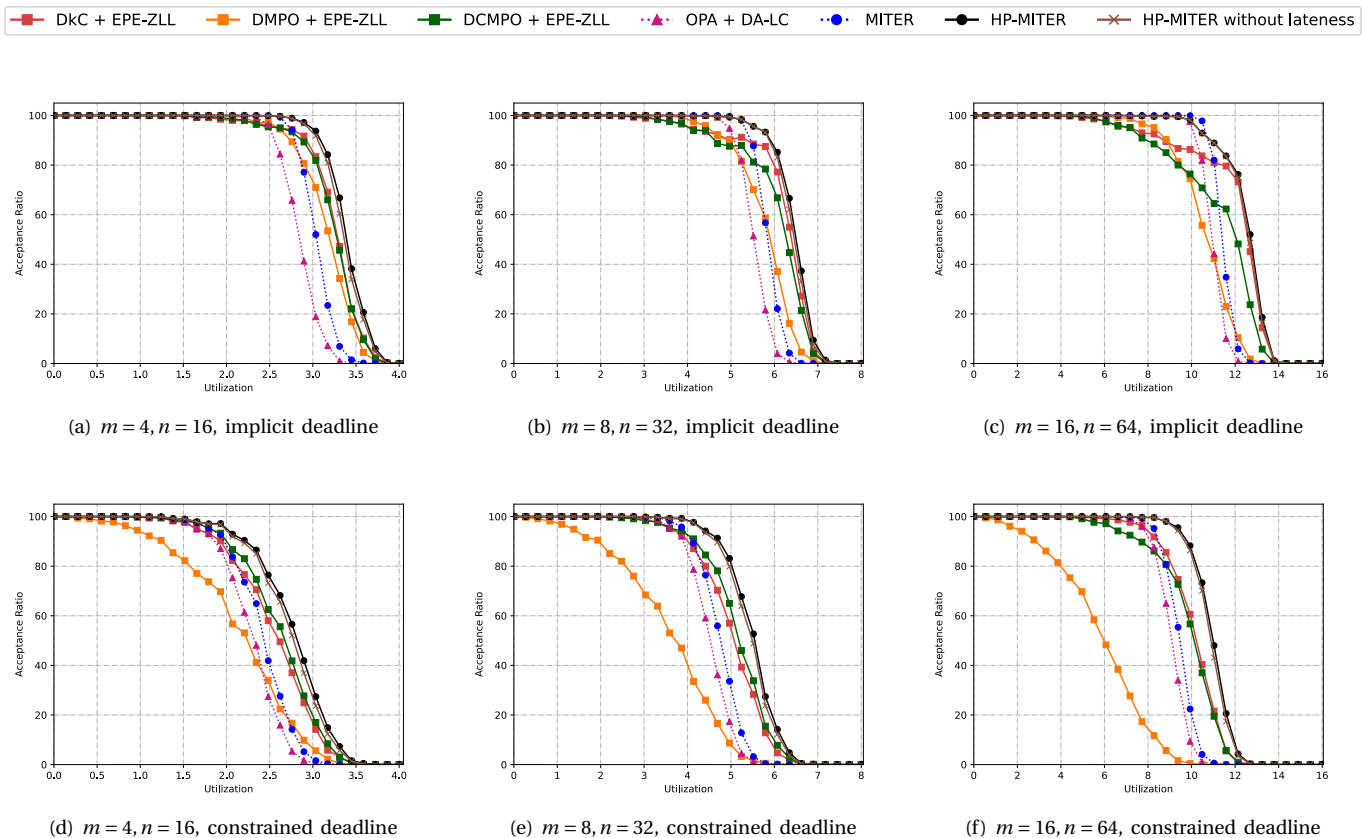 DkC + EPE-ZLL DMPO + EPE-ZLL DCMPO + EPE-ZLL OPA + DA-LC MITER HP-MITER HP-MITER without lateness
100
80
60
40
20
0
Acceptance Ratio
0.0 0.5 1.0 1.5 2.0 2.5 3.0 3.5 4.0
Utilization
(a) m = 4, n = 16, implicit deadline
100
80
60
40
20
0
Acceptance Ratio
0 1 2 3 4 5 6 7 8
Utilization
(b) m = 8, n = 32, implicit deadline
100
80
60
40
20
0
Acceptance Ratio
0 2 4 6 8 10 12 14 16
Utilization
(c) m = 16, n = 64, implicit deadline
100
80
60
40
20
0
Acceptance Ratio
0.0 0.5 1.0 1.5 2.0 2.5 3.0 3.5 4.0
Utilization
(d) m = 4, n = 16, constrained deadline
100
80
60
40
20
0
Acceptance Ratio
0 1 2 3 4 5 6 7 8
Utilization
(e) m = 8, n = 32, constrained deadline
100
80
60
40
20
0
Acceptance Ratio
0 2 4 6 8 10 12 14 16
Utilization
(f) m = 16, n = 64, constrained deadline